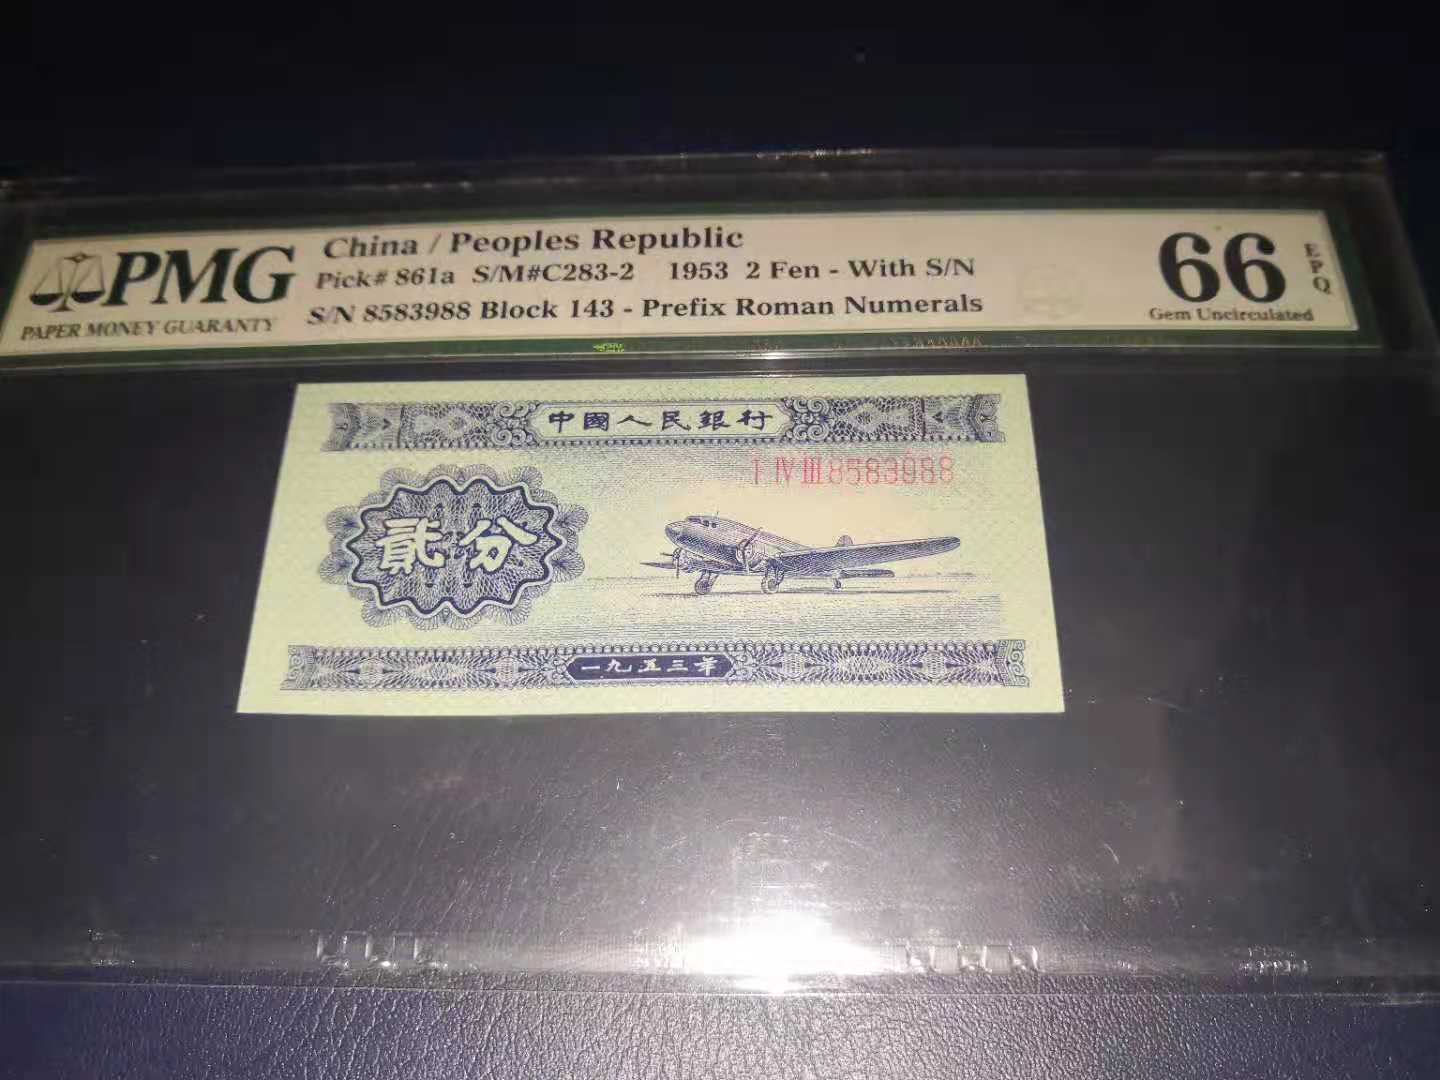 PMG
PAPER MONEY GUARANTY
China / Peoples Republic
Pick# 861a S/M#C283-2 1953 2 Fen - With S/N
S/N 8583988 Block 143 - Prefix Roman Numerals
66
EPQ
Gem Uncirculated
中國人民銀行
I IV III 8583988
貳分
一九五三年